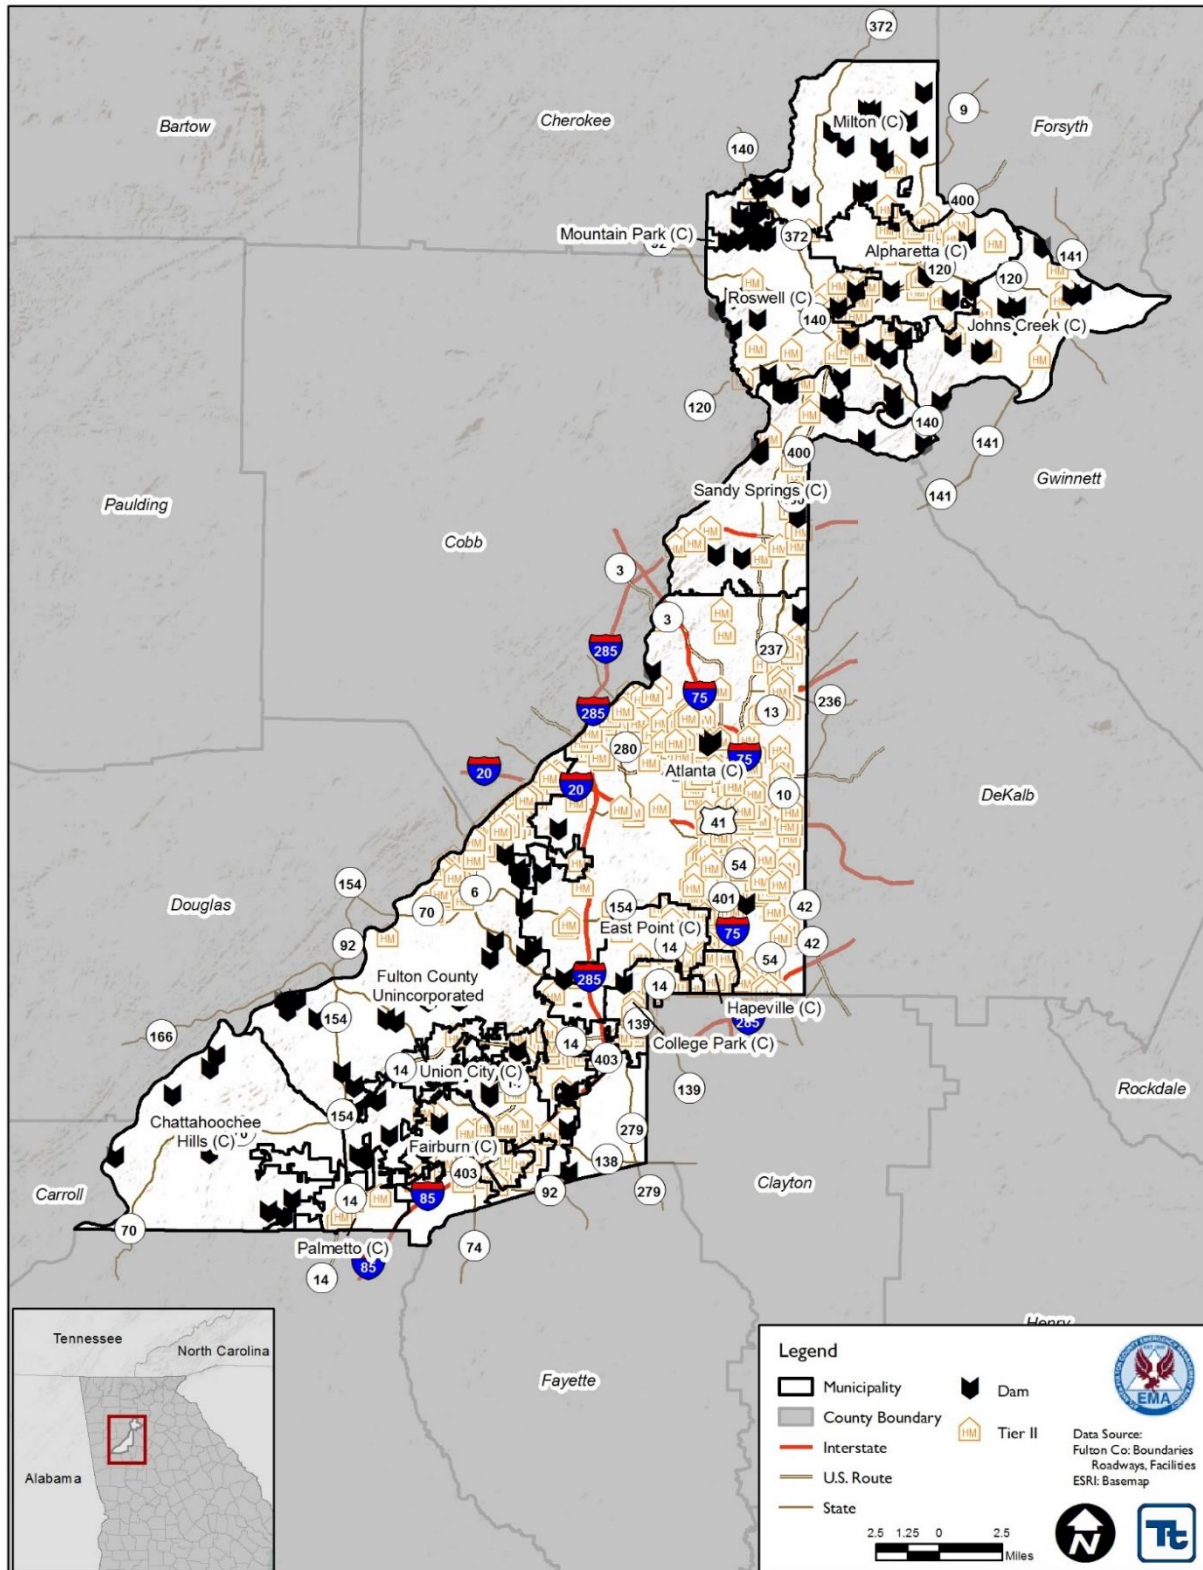 372
Bartow
Cherokee
Milton (C)
9
Forsyth
140
400
Mountain Park (C)
372
Alpharetta (C)
141
120
120
Roswell (C)
140
Johns Creek (C)
120
140
400
141
141
Gwinnett
Sandy Springs (C)
Paulding
Cobb
3
3
285
237
75
236
285
13
280
75
20
Atlanta (C)
20
10
DeKalb
41
54
154
6
401
Douglas
70
154
42
92
East Point (C)
75
42
14
54
Fulton County
Unincorporated
285
14
Hapeville (C)
154
139
285
166
14
College Park (C)
403
14
Union City (C)
139
Rockdale
154
Chattahoochee
Hills (C)
279
Fairburn (C)
138
403
Clayton
Carroll
14
85
92
279
70
74
Palmetto (C)
85
14
Henry
Fayette
HM
Tennessee
North Carolina
Alabama
Legend
Municipality
County Boundary
Interstate
U.S. Route
State
Dam
HM
Tier II
EMA
Data Source:
Fulton Co: Boundaries
Roadways, Facilities
ESRI: Basemap
2.5 1.25 0 2.5
Miles
N
Tt